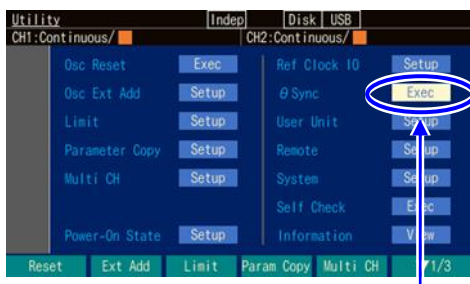 Utility Indep Disk USB
CH1:Continuous/ CH2:Continuous/
Osc Reset Exec Ref Clock IO Setup
Osc Ext Add Setup θ Sync Exec
Limit Setup User Unit Setup
Parameter Copy Setup Remote Setup
Multi CH Setup System Setup
Self Check Exec
Power-On State Setup Information View
Reset Ext Add Limit Param Copy Multi CH ▼1/3